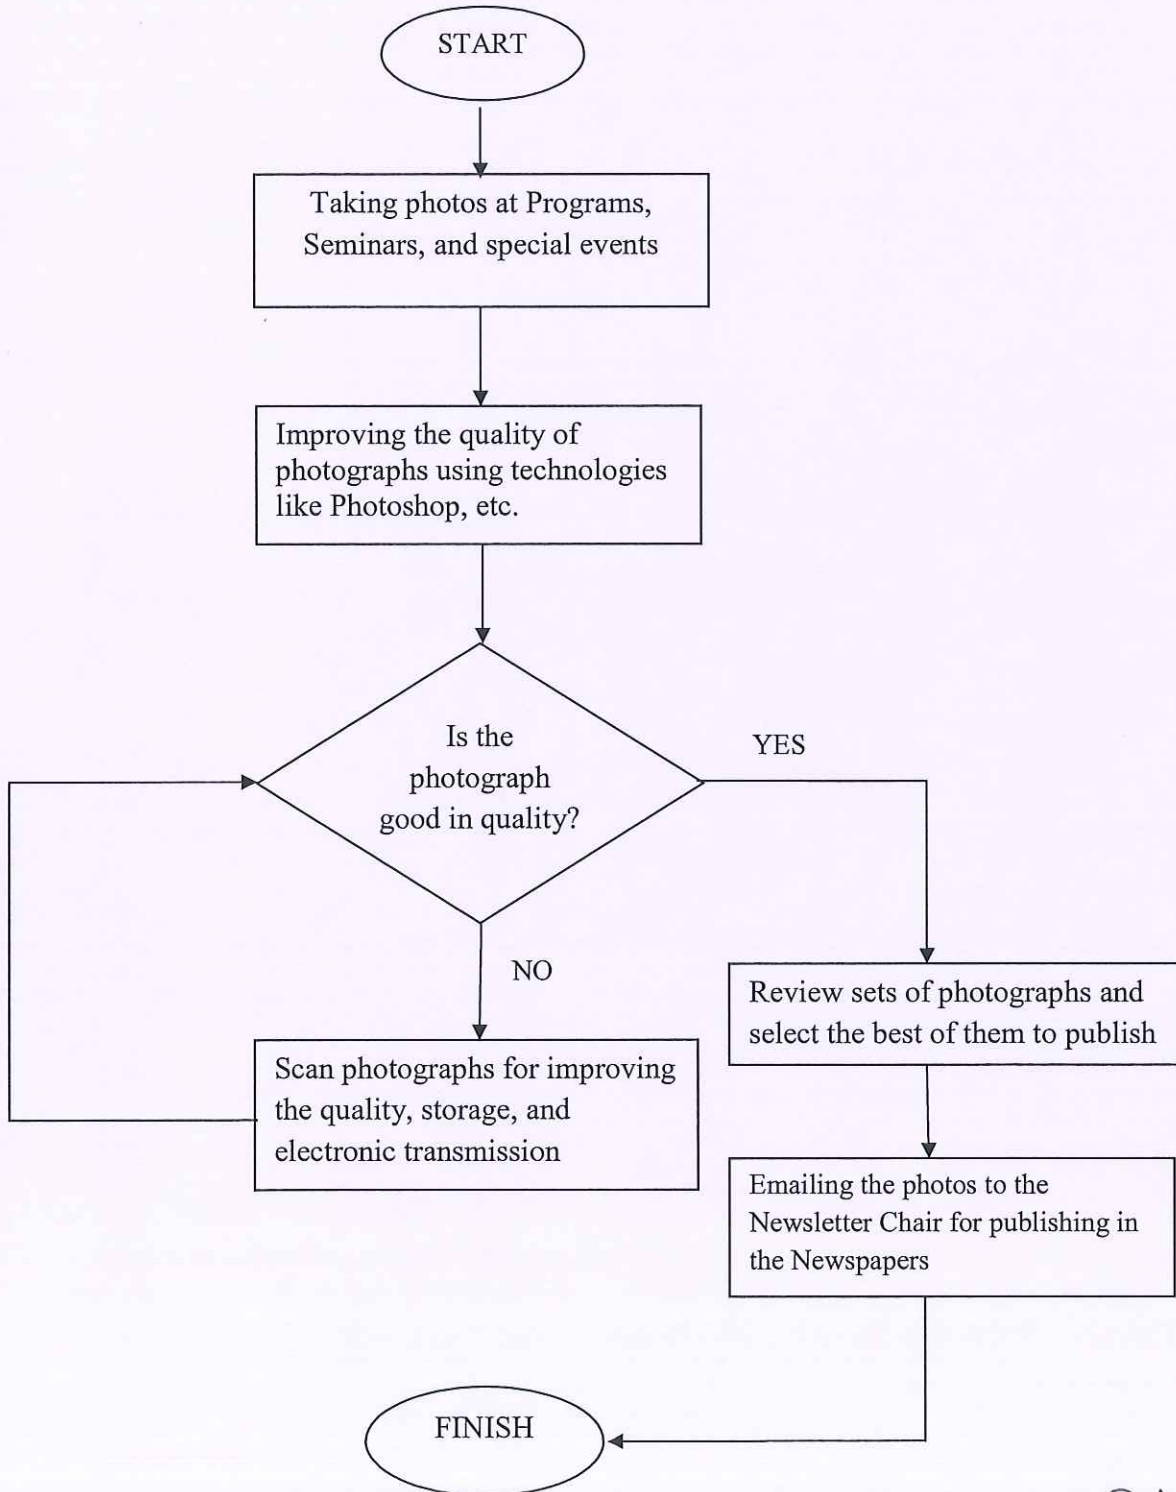 START
Taking photos at Programs,
Seminars, and special events
Improving the quality of
photographs using technologies
like Photoshop, etc.
Is the
photograph
good in quality?
YES
NO
Review sets of photographs and
select the best of them to publish
Scan photographs for improving
the quality, storage, and
electronic transmission
Emailing the photos to the
Newsletter Chair for publishing in
the Newspapers
FINISH